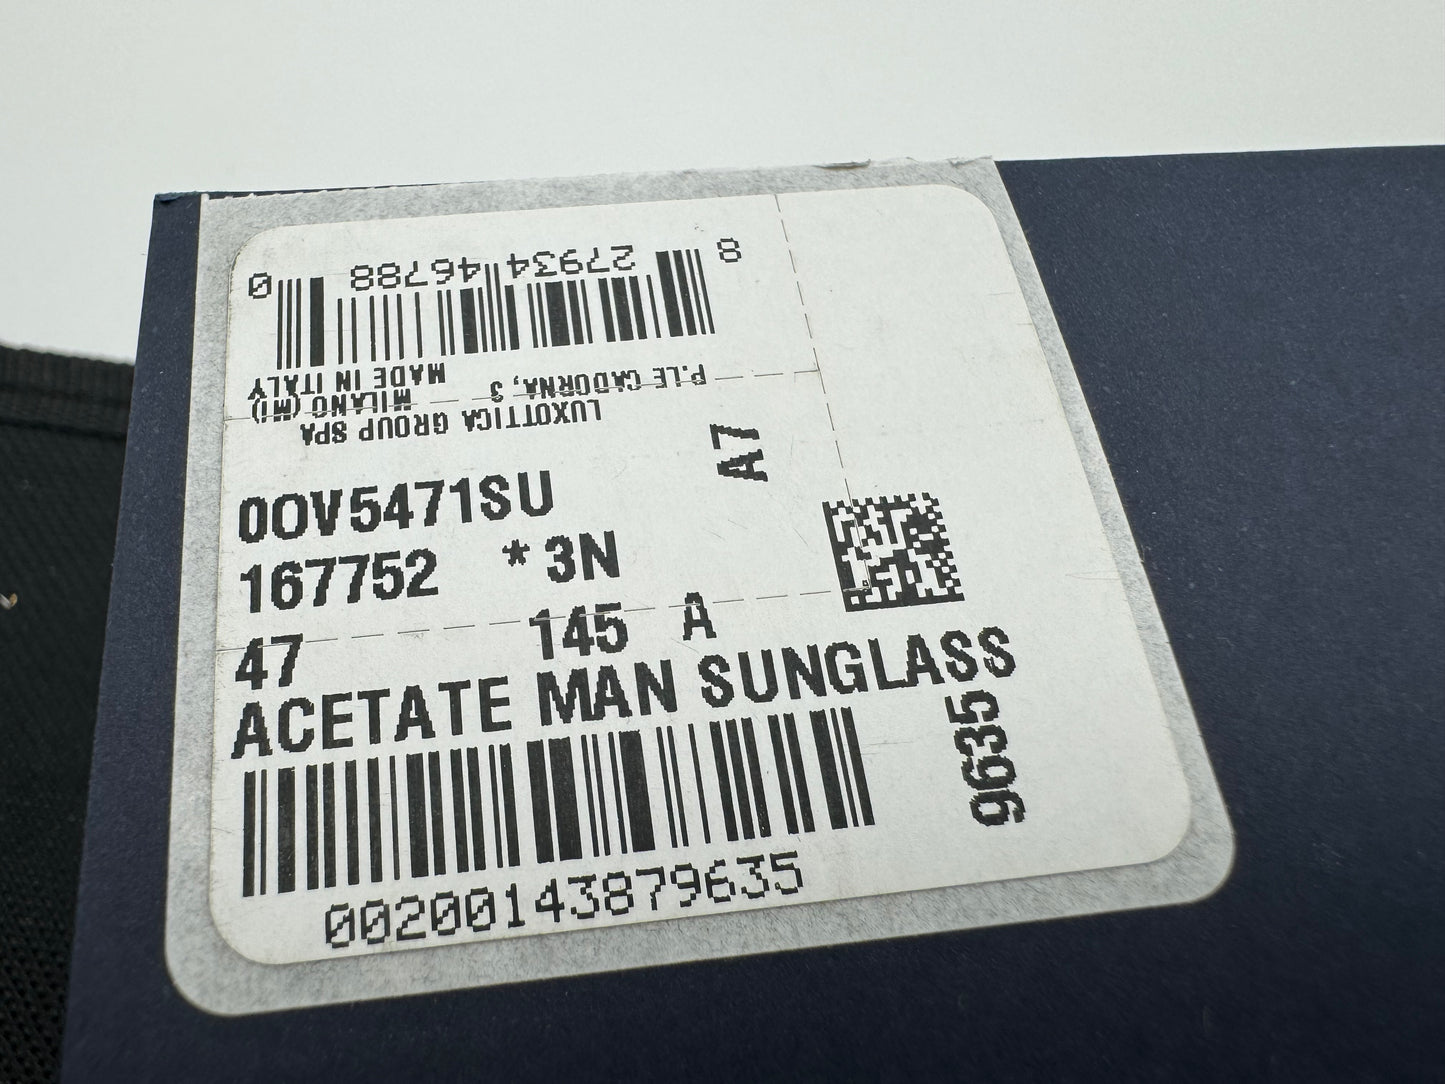 8 27934 46788 0
P.LE CADORNA, 3 MADE IN ITALY
MILANO (MI)
LUXOTTICA GROUP SPA
A7
0OV5471SU
167752 *3N
47 145 A
ACETATE MAN SUNGLASS
9635
00200143879635